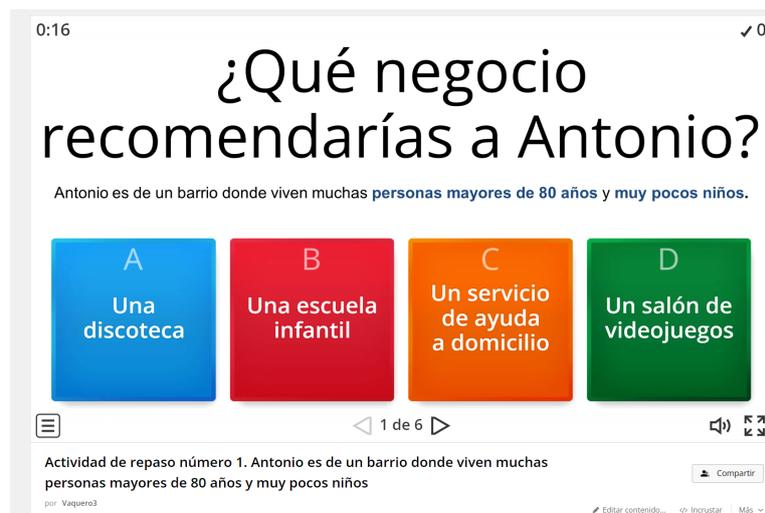 0:16
✓ 0
¿Qué negocio
recomendarías a Antonio?
Antonio es de un barrio donde viven muchas personas mayores de 80 años y muy pocos niños.
A
Una
discoteca
B
Una escuela
infantil
C
Un servicio
de ayuda
a domicilio
D
Un salón de
videojuegos
1 de 6
Actividad de repaso número 1. Antonio es de un barrio donde viven muchas
personas mayores de 80 años y muy pocos niños
Compartir
por Vaquero3
Editar contenido...
</> Incrustar
Más